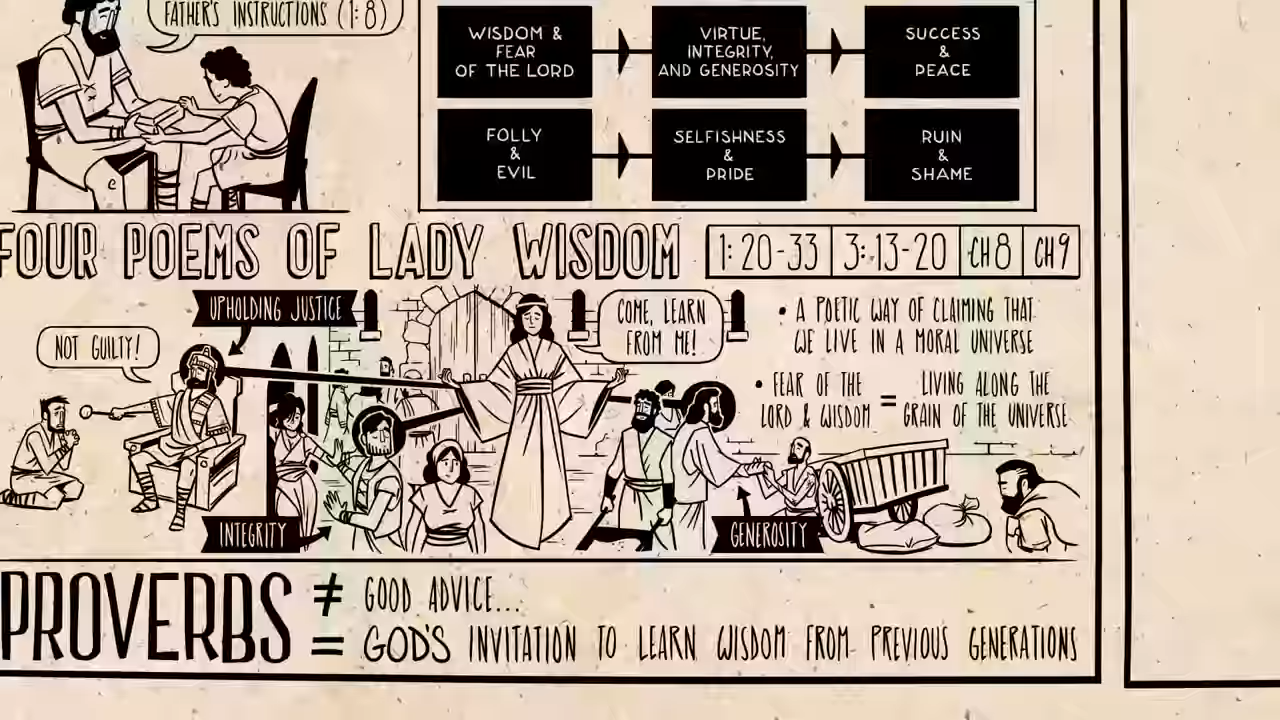 FATHER'S INSTRUCTIONS (1:8)
WISDOM &
FEAR
OF THE LORD
VIRTUE,
INTEGRITY,
AND GENEROSITY
SUCCESS
&
PEACE
FOLLY
&
EVIL
SELFISHNESS
&
PRIDE
RUIN
&
SHAME
FOUR POEMS OF LADY WISDOM
1:20-33
3:13-20
CH 8
CH 9
UPHOLDING JUSTICE
NOT GUILTY!
COME, LEARN
FROM ME!
• A POETIC WAY OF CLAIMING THAT
WE LIVE IN A MORAL UNIVERSE
• FEAR OF THE
LORD & WISDOM
=
LIVING ALONG THE
GRAIN OF THE UNIVERSE
INTEGRITY
GENEROSITY
PROVERBS
≠ GOOD ADVICE...
= GOD'S INVITATION TO LEARN WISDOM FROM PREVIOUS GENERATIONS